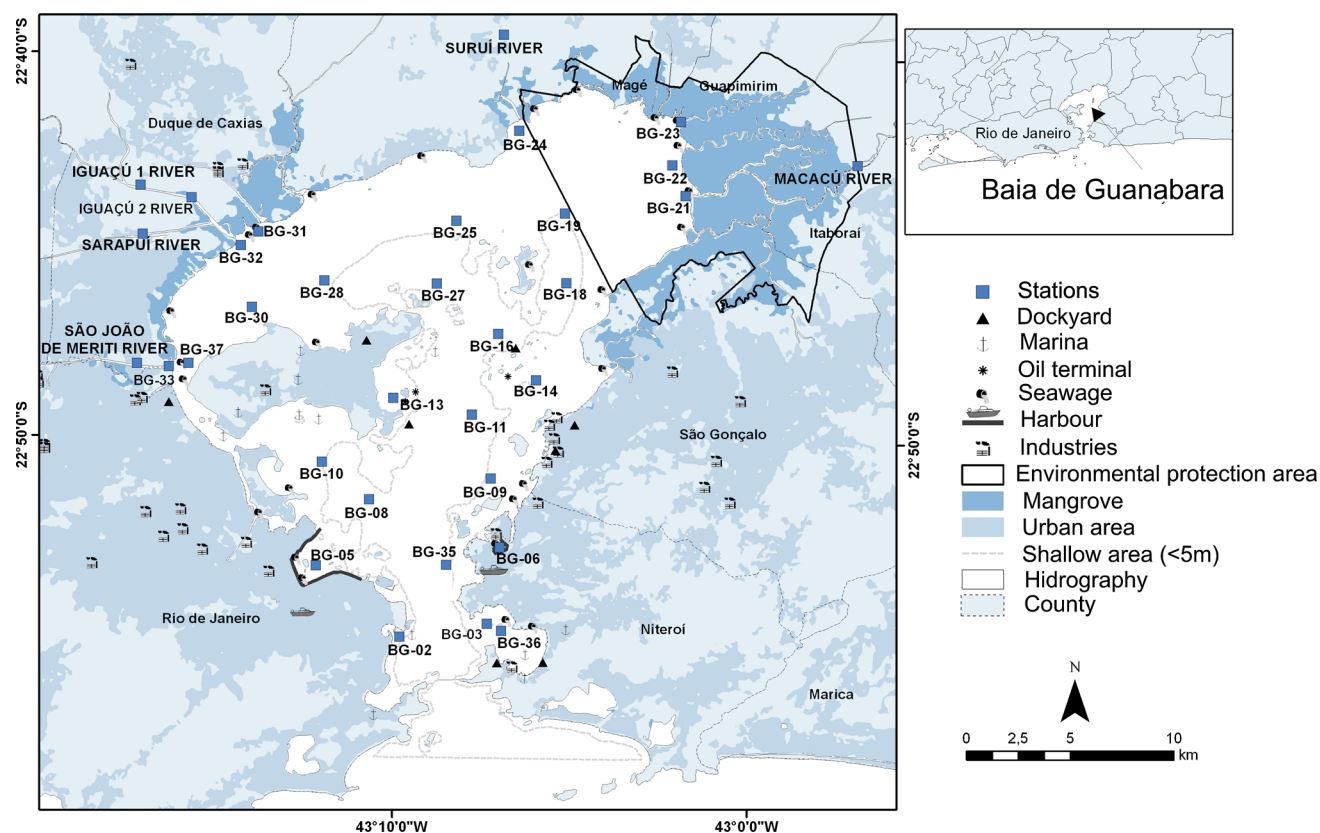 22°40'0"S
SURUÍ RIVER
Magé
Guapimirim
Duque de Caxias
BG-23
BG-24
IGUAÇÚ 1 RIVER
BG-22
MACACÚ RIVER
IGUAÇÚ 2 RIVER
BG-21
BG-19
BG-25
BG-31
SARAPUÍ RIVER
Itaboraí
BG-32
BG-28
BG-27
BG-18
BG-30
SÃO JOÃO
DE MERITI RIVER
BG-37
BG-16
BG-33
BG-14
BG-13
BG-11
São Gonçalo
22°50'0"S
22°50'0"S
BG-10
BG-09
BG-08
BG-05
BG-35
BG-06
Rio de Janeiro
BG-03
Niteroí
BG-36
BG-02
Marica
43°10'0"W
43°0'0"W
Rio de Janeiro
Baia de Guanabara
Stations
Dockyard
Marina
Oil terminal
Seawage
Harbour
Industries
Environmental protection area
Mangrove
Urban area
Shallow area (<5m)
Hidrography
County
N
0 2,5 5 10
km